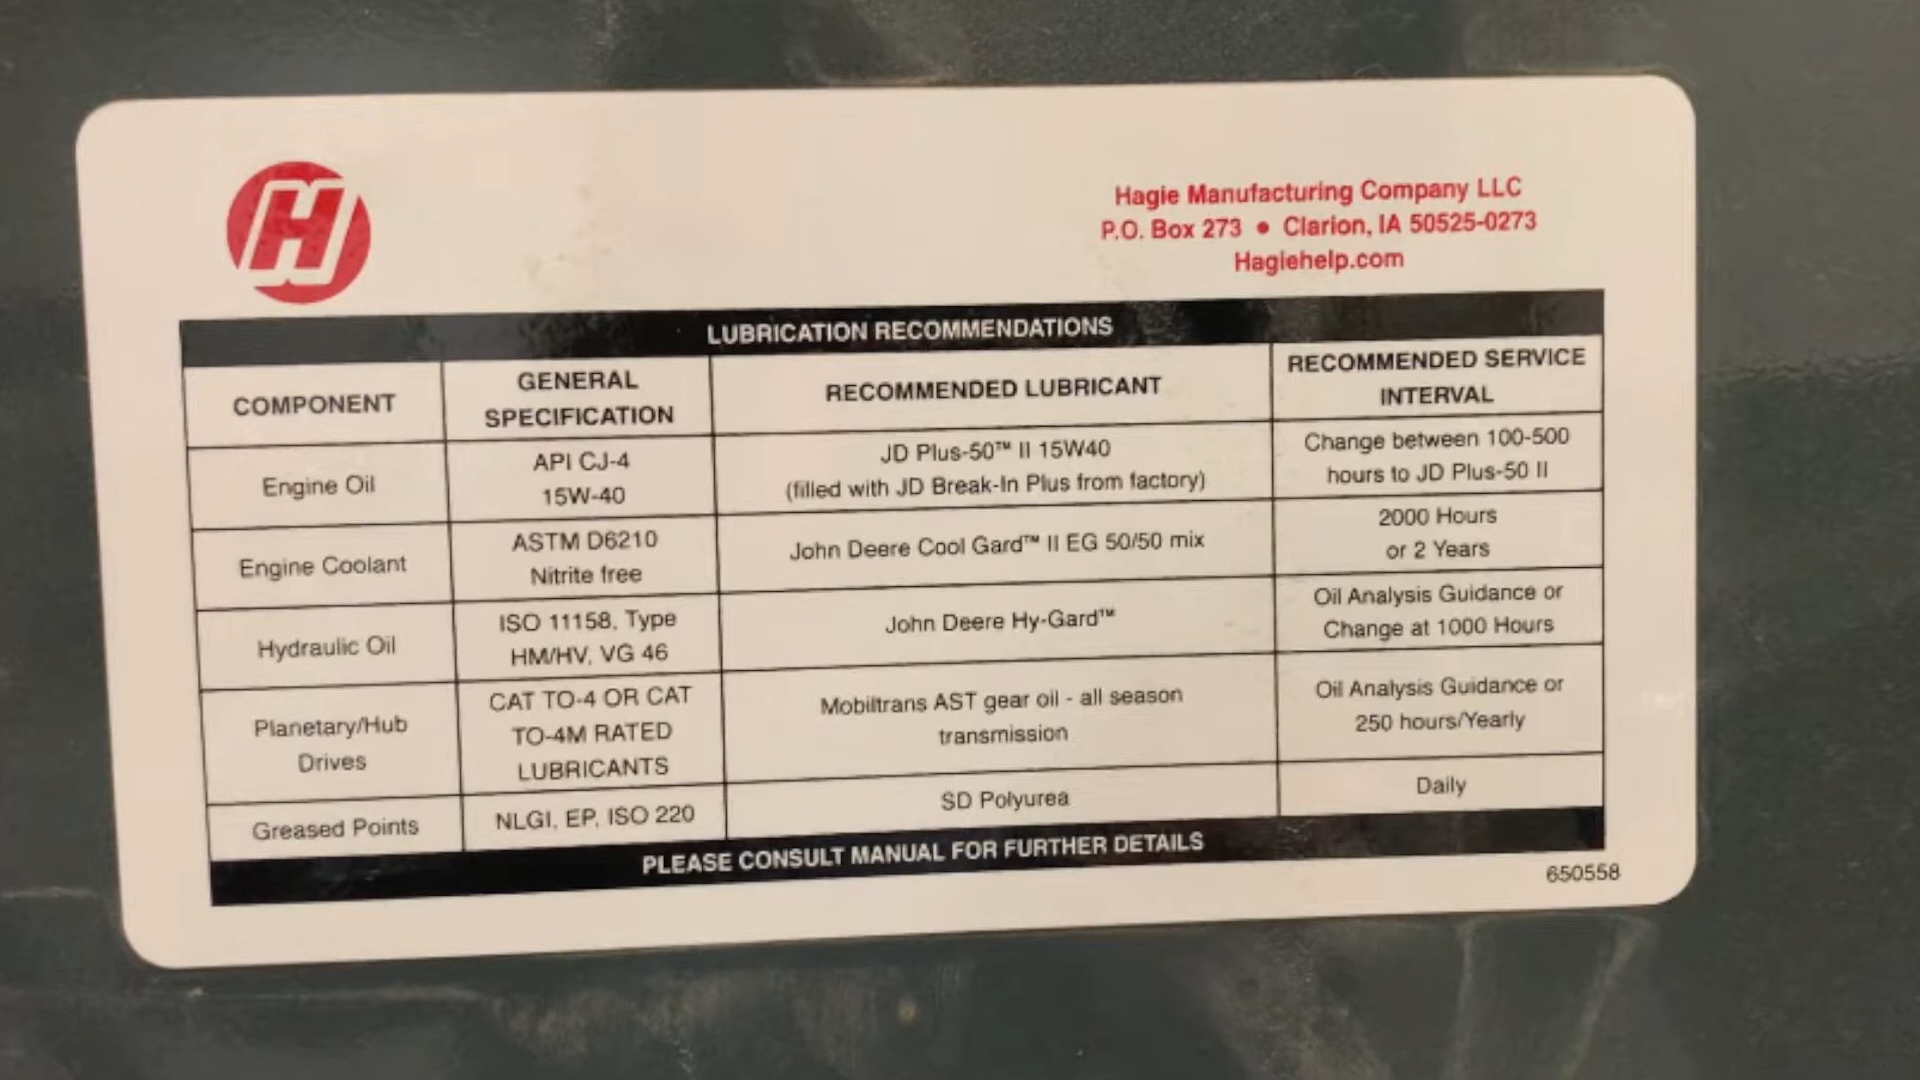 H
Hagie Manufacturing Company LLC
P.O. Box 273 • Clarion, IA 50525-0273
Hagiehelp.com
LUBRICATION RECOMMENDATIONS
COMPONENT
GENERAL
SPECIFICATION
RECOMMENDED LUBRICANT
RECOMMENDED SERVICE
INTERVAL
Engine Oil
API CJ-4
15W-40
JD Plus-50™ II 15W40
(filled with JD Break-In Plus from factory)
Change between 100-500
hours to JD Plus-50 II
Engine Coolant
ASTM D6210
Nitrite free
John Deere Cool Gard™ II EG 50/50 mix
2000 Hours
or 2 Years
Hydraulic Oil
ISO 11158, Type
HM/HV, VG 46
John Deere Hy-Gard™
Oil Analysis Guidance or
Change at 1000 Hours
Planetary/Hub
Drives
CAT TO-4 OR CAT
TO-4M RATED
LUBRICANTS
Mobiltrans AST gear oil - all season
transmission
Oil Analysis Guidance or
250 hours/Yearly
Greased Points
NLGI, EP, ISO 220
SD Polyurea
Daily
PLEASE CONSULT MANUAL FOR FURTHER DETAILS
650558